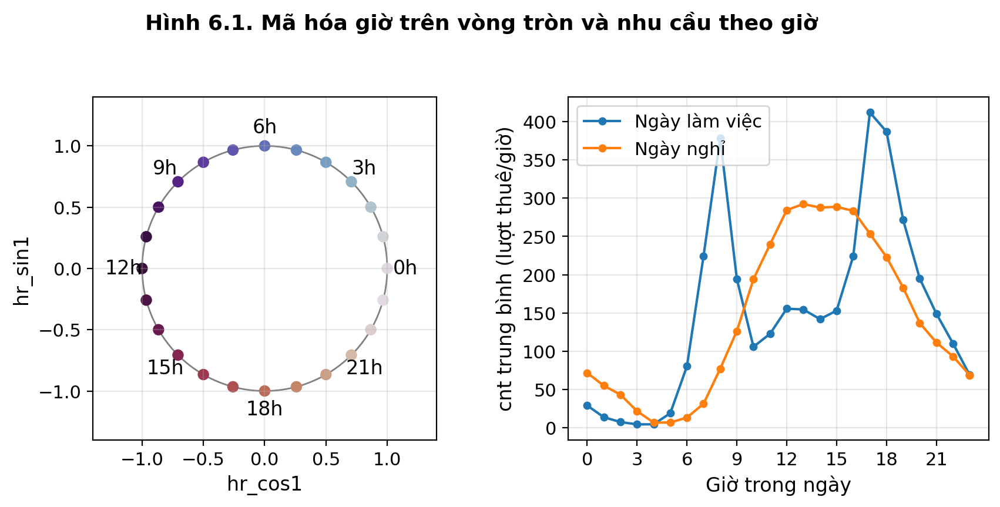 Hình 6.1. Mã hóa giờ trên vòng tròn và nhu cầu theo giờ
6h
9h
3h
12h
0h
15h
21h
18h
1.0
0.5
0.0
−0.5
−1.0
hr_sin1
−1.0
−0.5
0.0
0.5
1.0
hr_cos1
Ngày làm việc
Ngày nghỉ
400
350
300
250
200
150
100
50
0
cnt trung bình (lượt thuê/giờ)
0
3
6
9
12
15
18
21
Giờ trong ngày